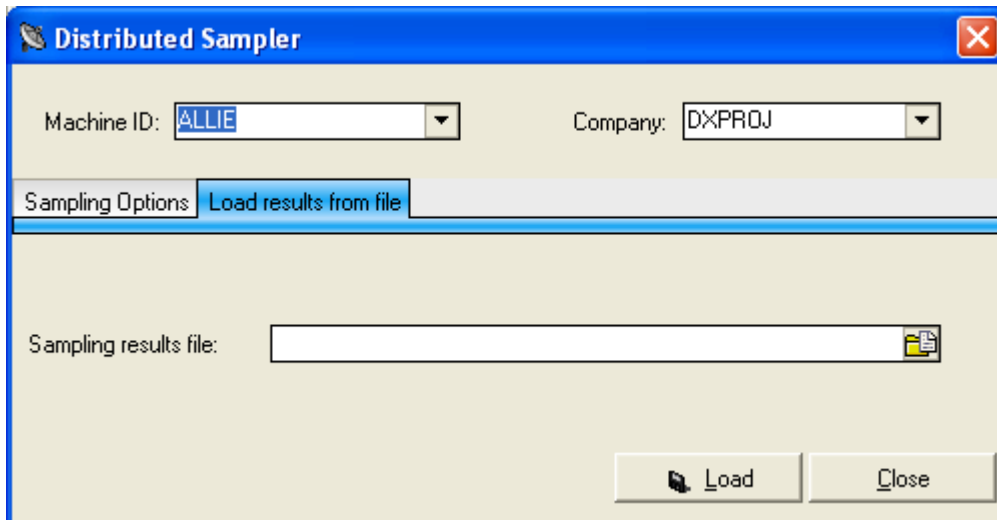 Distributed Sampler
Machine ID: ALLIE Company: DXPROJ
Sampling Options Load results from file
Sampling results file:
Load Close